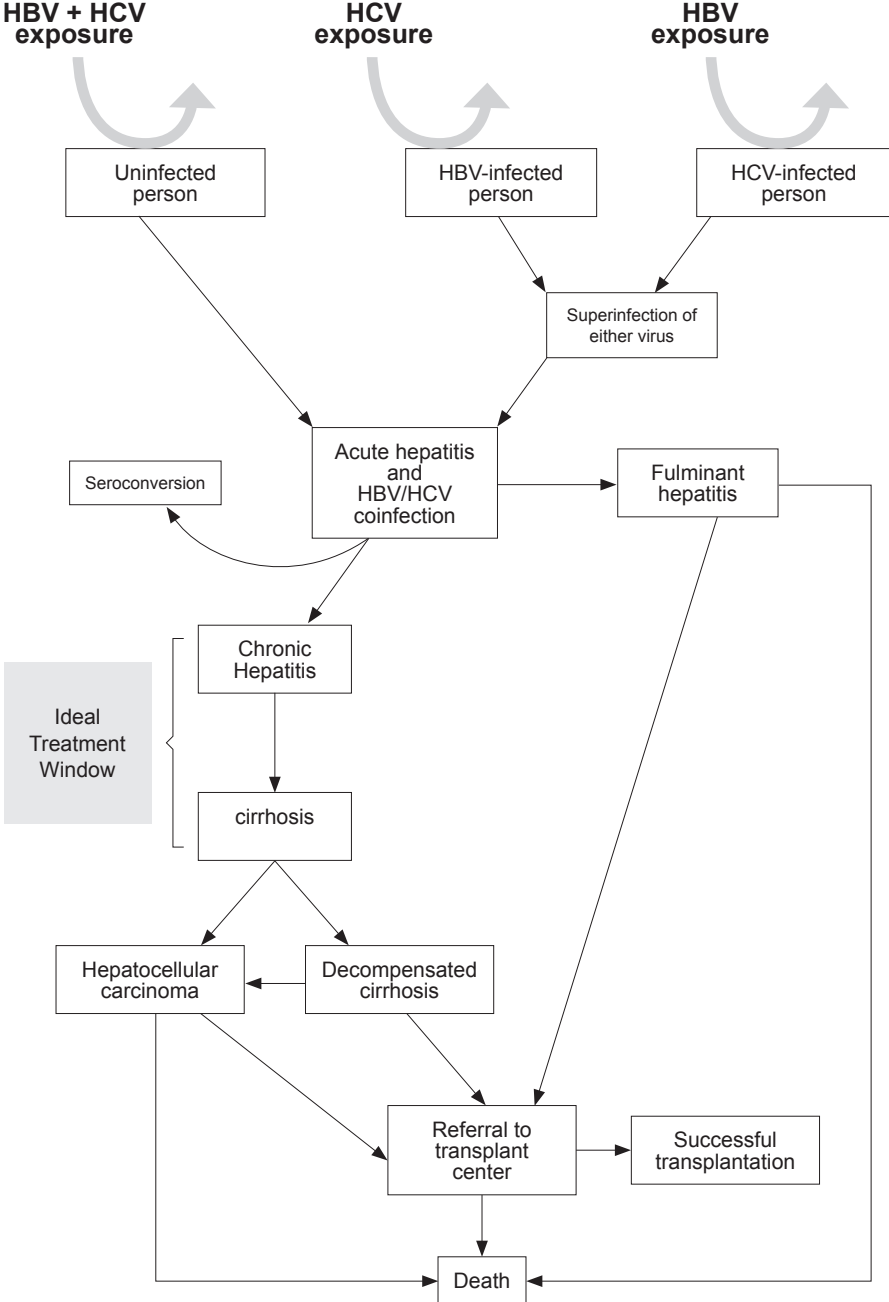 HBV + HCV
exposure
HCV
exposure
HBV
exposure
Uninfected
person
HBV-infected
person
HCV-infected
person
Superinfection of
either virus
Acute hepatitis
and
HBV/HCV
coinfection
Fulminant
hepatitis
Seroconversion
Chronic
Hepatitis
Ideal
Treatment
Window
cirrhosis
Hepatocellular
carcinoma
Decompensated
cirrhosis
Referral to
transplant
center
Successful
transplantation
Death